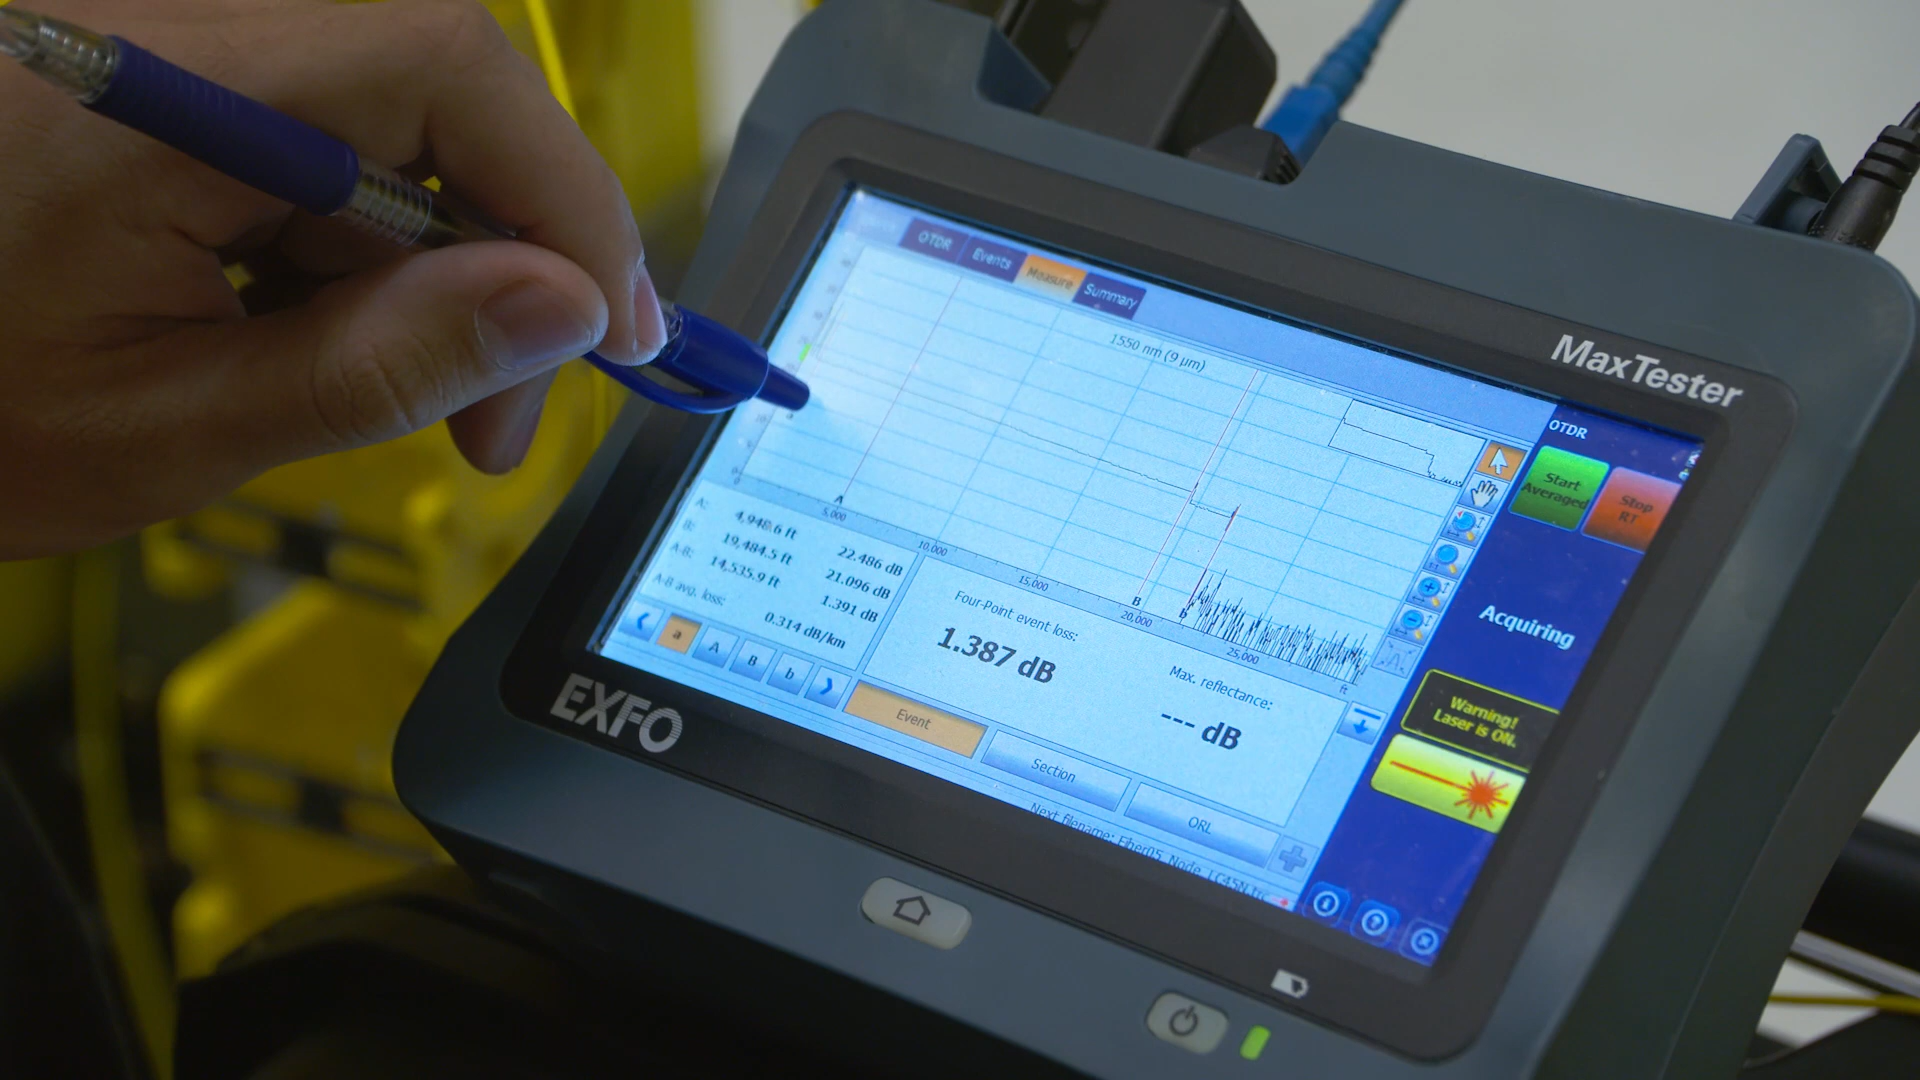 OTDR
Events
Measure
Summary
1550 nm (9 µm)
MaxTester
OTDR
Start
Averaged
Stop
RT
Acquiring
Warning!
Laser is ON.
A
B
b
5,000
10,000
15,000
20,000
25,000
ft
A: 4,948.6 ft 22.486 dB
B: 19,484.5 ft 21.096 dB
A-B: 14,535.9 ft 1.391 dB
A-B avg. loss: 0.314 dB/km
a A B b
Four-Point event loss:
1.387 dB
Max. reflectance:
--- dB
Event
Section
ORL
Next filename: Fiber05_Node_LC45N.trc
EXFO